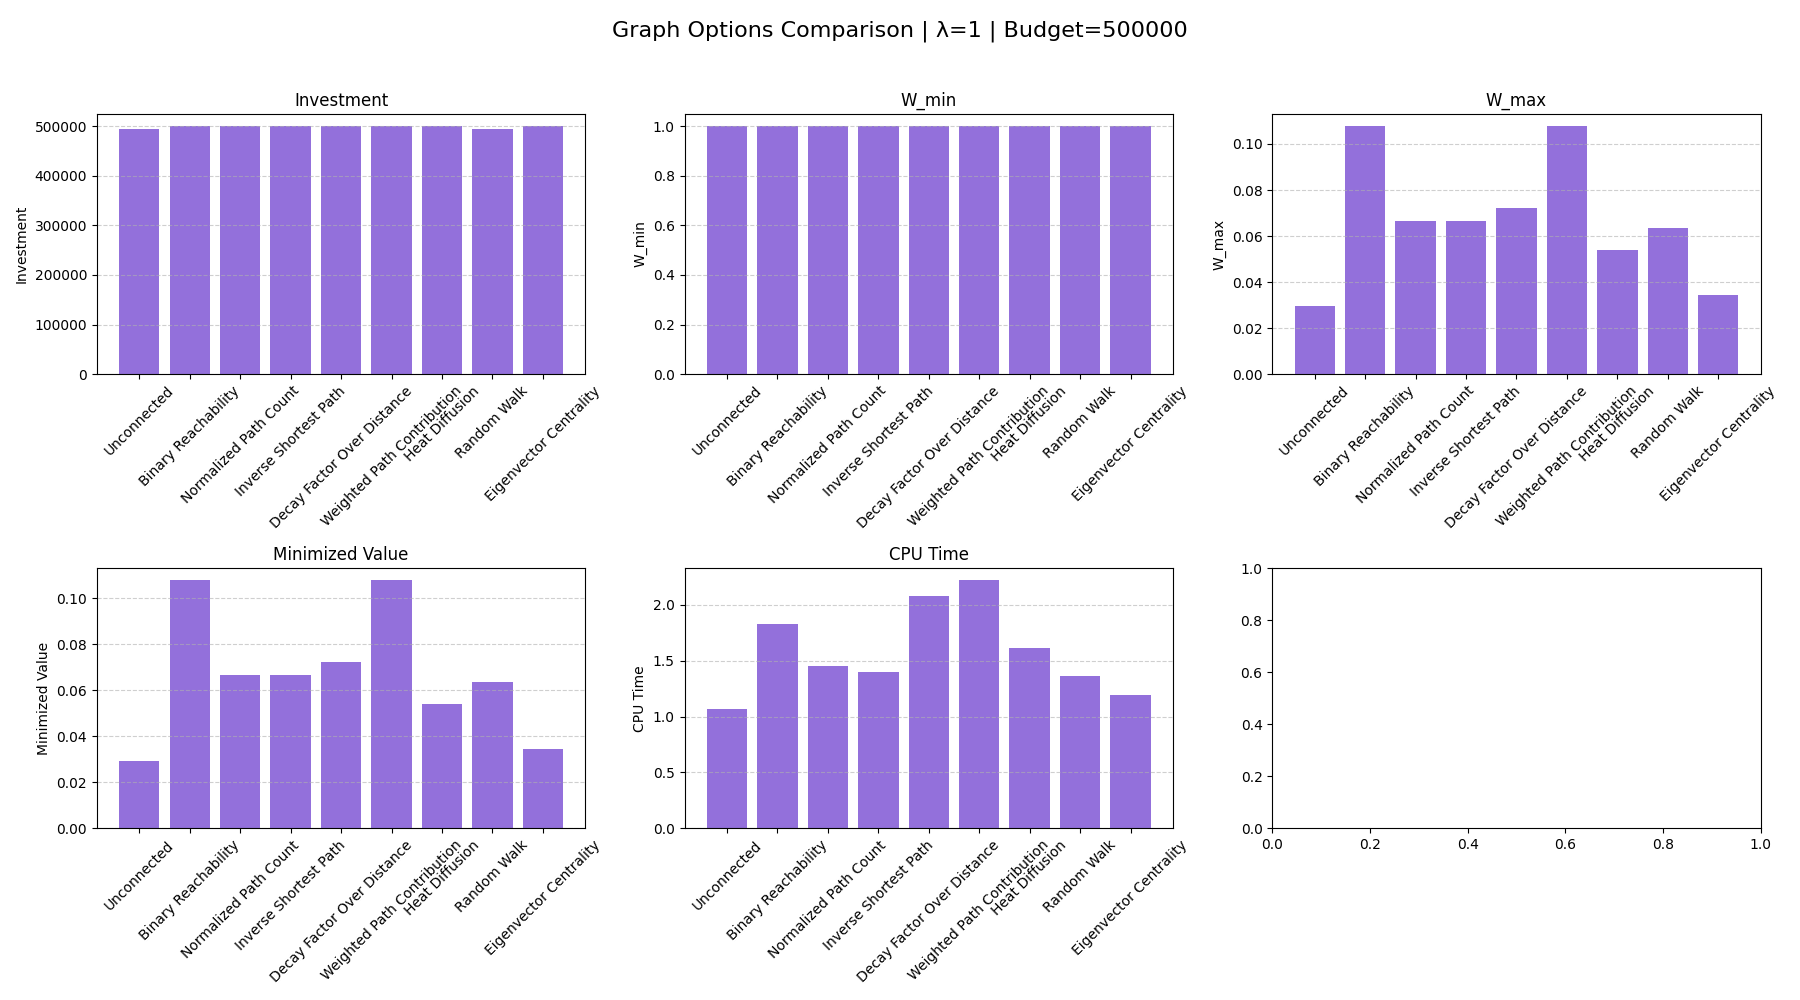 Graph Options Comparison | λ=1 | Budget=500000
Investment
Investment
500000
400000
300000
200000
100000
0
Unconnected
Binary Reachability
Normalized Path Count
Inverse Shortest Path
Decay Factor Over Distance
Weighted Path Contribution
Heat Diffusion
Random Walk
Eigenvector Centrality
W_min
W_min
1.0
0.8
0.6
0.4
0.2
0.0
Unconnected
Binary Reachability
Normalized Path Count
Inverse Shortest Path
Decay Factor Over Distance
Weighted Path Contribution
Heat Diffusion
Random Walk
Eigenvector Centrality
W_max
W_max
0.10
0.08
0.06
0.04
0.02
0.00
Unconnected
Binary Reachability
Normalized Path Count
Inverse Shortest Path
Decay Factor Over Distance
Weighted Path Contribution
Heat Diffusion
Random Walk
Eigenvector Centrality
Minimized Value
Minimized Value
0.10
0.08
0.06
0.04
0.02
0.00
Unconnected
Binary Reachability
Normalized Path Count
Inverse Shortest Path
Decay Factor Over Distance
Weighted Path Contribution
Heat Diffusion
Random Walk
Eigenvector Centrality
CPU Time
CPU Time
2.0
1.5
1.0
0.5
0.0
Unconnected
Binary Reachability
Normalized Path Count
Inverse Shortest Path
Decay Factor Over Distance
Weighted Path Contribution
Heat Diffusion
Random Walk
Eigenvector Centrality
1.0
0.8
0.6
0.4
0.2
0.0
0.0 0.2 0.4 0.6 0.8 1.0